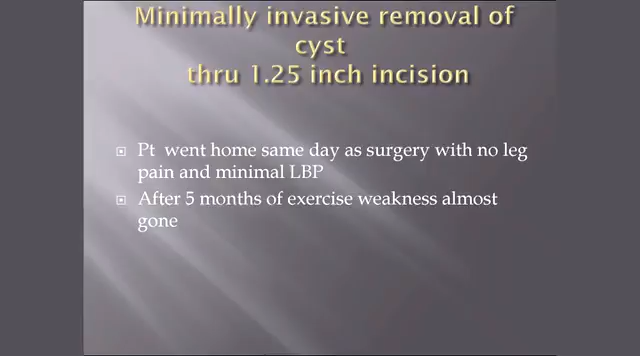 Minimally invasive removal of
cyst
thru 1.25 inch incision
Pt went home same day as surgery with no leg
pain and minimal LBP
After 5 months of exercise weakness almost
gone